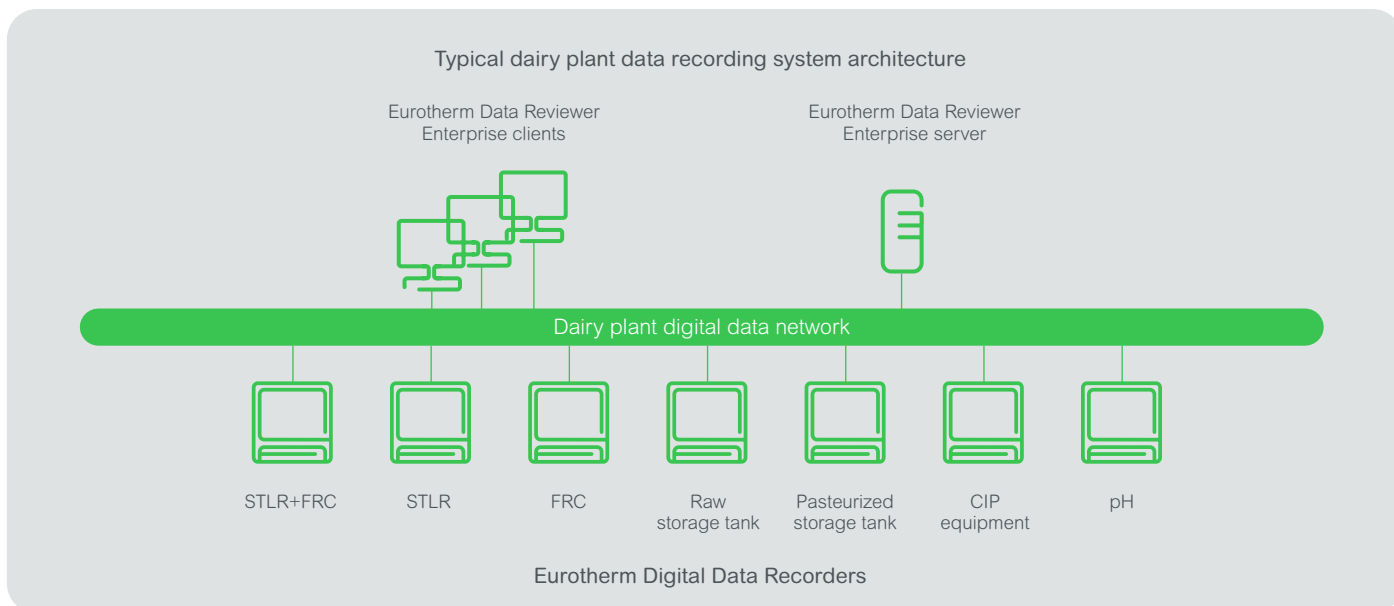 Typical dairy plant data recording system architecture
Eurotherm Data Reviewer
Enterprise clients
Eurotherm Data Reviewer
Enterprise server
Dairy plant digital data network
STLR+FRC
STLR
FRC
Raw
storage tank
Pasteurized
storage tank
CIP
equipment
pH
Eurotherm Digital Data Recorders